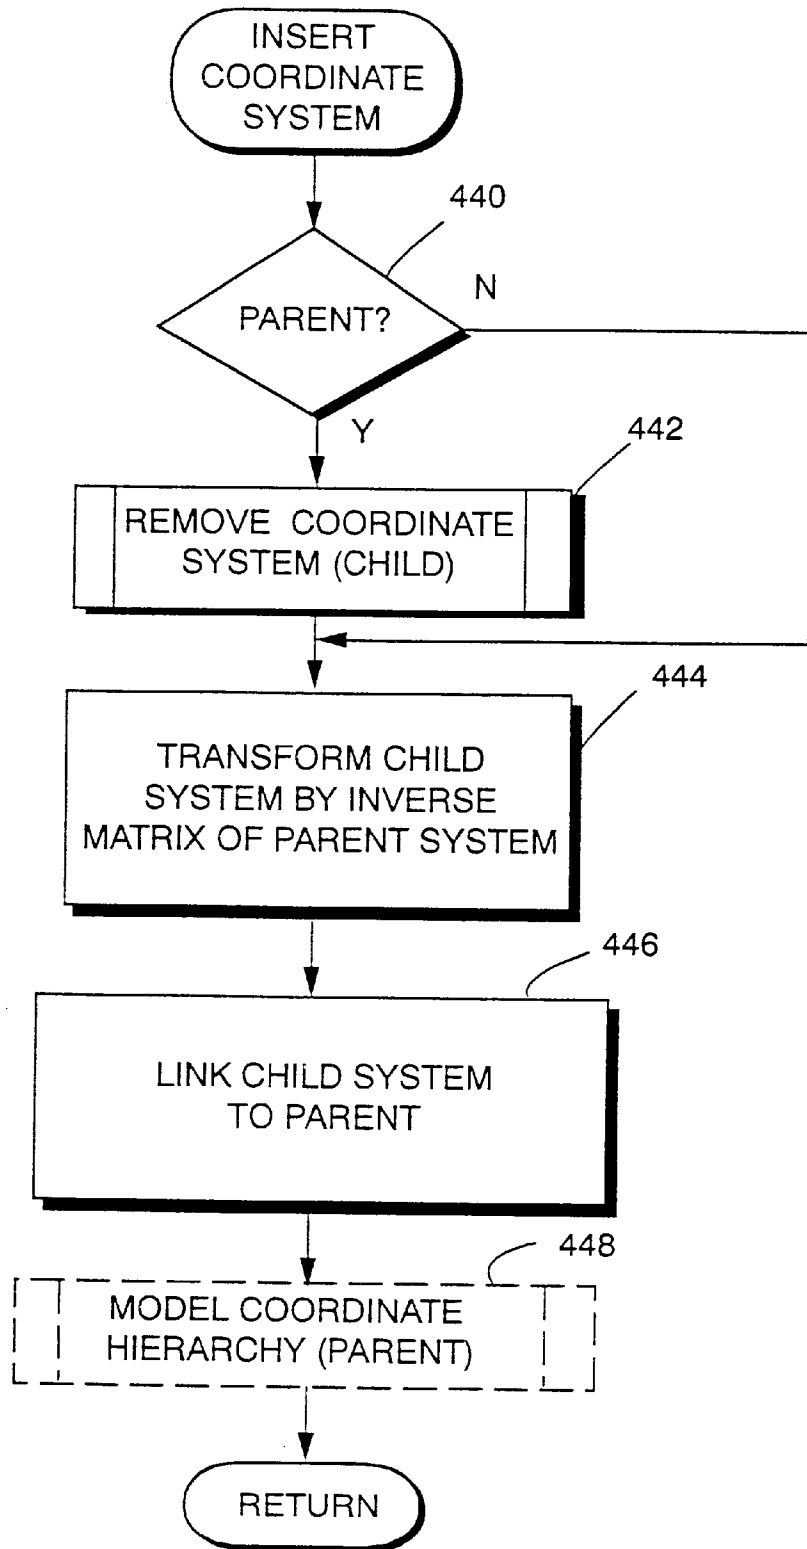 INSERT
COORDINATE
SYSTEM
440
N
PARENT?
Y
442
REMOVE COORDINATE
SYSTEM (CHILD)
444
TRANSFORM CHILD
SYSTEM BY INVERSE
MATRIX OF PARENT SYSTEM
446
LINK CHILD SYSTEM
TO PARENT
448
MODEL COORDINATE
HIERARCHY (PARENT)
RETURN